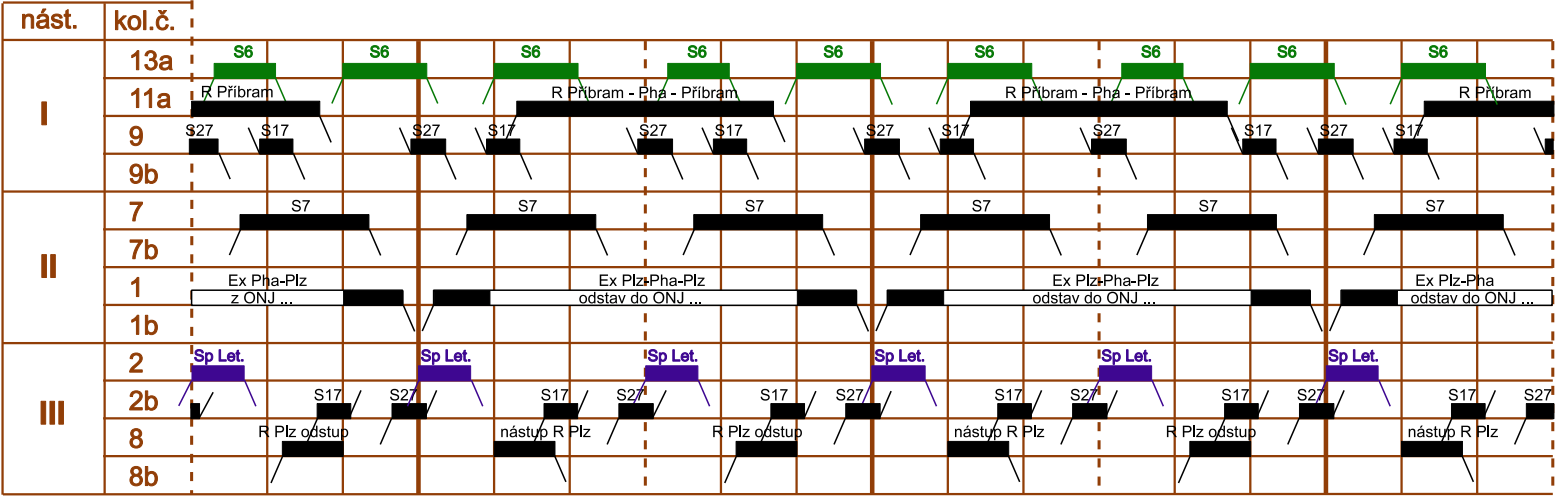 nást. kol.č.
S6 S6 S6 S6 S6 S6 S6 S6 S6
13a
R Příbram R Příbram - Pha - Příbram R Příbram - Pha - Příbram R Příbram
I 11a
S27 S17 S27 S17 S27 S17 S27 S17 S27 S17 S27 S17
9
9b
S7 S7 S7 S7 S7 S7
7
II 7b
Ex Pha-Plz Ex Plz-Pha-Plz Ex Plz-Pha-Plz Ex Plz-Pha
1 z ONJ ... odstav do ONJ ... odstav do ONJ ... odstav do ONJ ...
1b
Sp Let. Sp Let. Sp Let. Sp Let. Sp Let. Sp Let.
2
S17 S27 S17 S27 S17 S27 S17 S27 S17 S27 S17 S27
III 2b
R Plz odstup nástup R Plz R Plz odstup nástup R Plz R Plz odstup nástup R Plz
8
8b